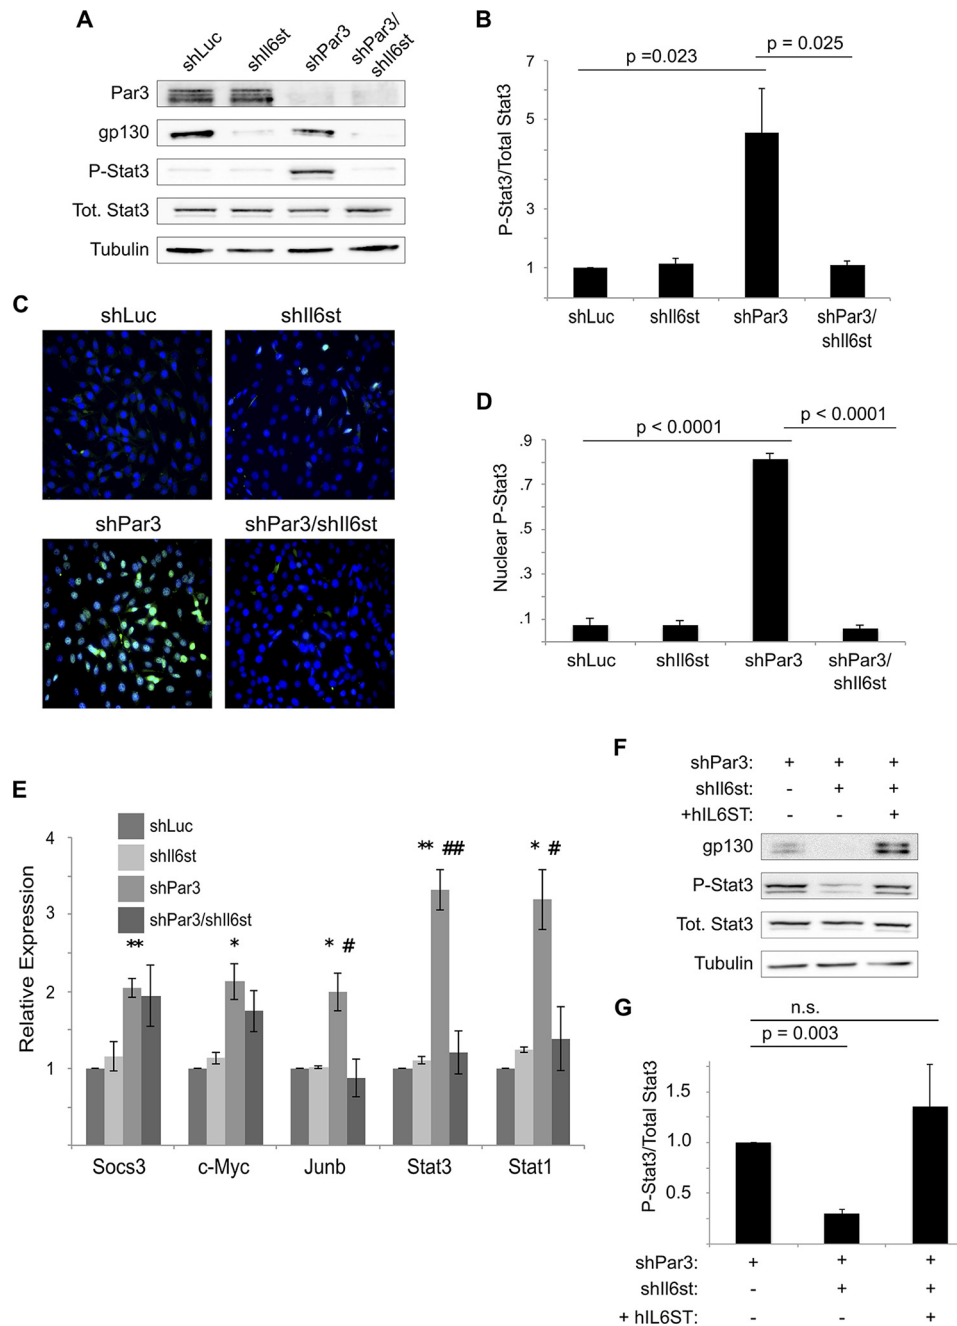 A
shLuc
shIl6st
shPar3
shPar3/
shIl6st
Par3
gp130
P-Stat3
Tot. Stat3
Tubulin
B
p =0.023
p = 0.025
P-Stat3/Total Stat3
7
5
3
1
shLuc
shIl6st
shPar3
shPar3/
shIl6st
C
shLuc
shIl6st
shPar3
shPar3/shIl6st
D
p < 0.0001
p < 0.0001
Nuclear P-Stat3
.9
.7
.5
.3
.1
shLuc
shIl6st
shPar3
shPar3/
shIl6st
E
shLuc
shIl6st
shPar3
shPar3/shIl6st
Relative Expression
4
3
2
1
**
*
* #
** ##
* #
Socs3
c-Myc
Junb
Stat3
Stat1
F
shPar3: + + +
shIl6st: - + +
+hIL6ST: - - +
gp130
P-Stat3
Tot. Stat3
Tubulin
G
n.s.
p = 0.003
P-Stat3/Total Stat3
1.5
1.0
0.5
shPar3: + + +
shIl6st: - + +
+ hIL6ST: - - +